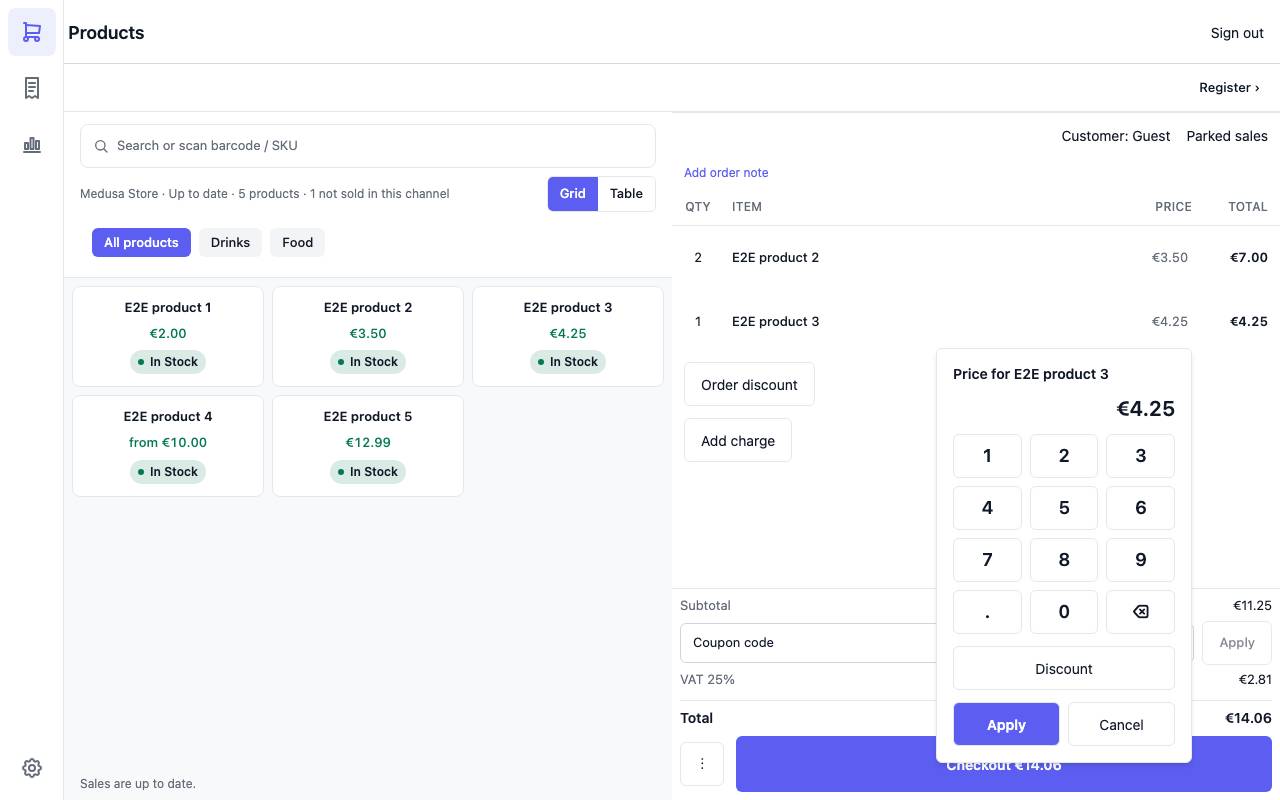 Products
Sign out
Register ›
Search or scan barcode / SKU
Customer: Guest
Parked sales
Add order note
Medusa Store · Up to date · 5 products · 1 not sold in this channel
Grid
Table
QTY ITEM PRICE TOTAL
All products
Drinks
Food
2 E2E product 2 €3.50 €7.00
1 E2E product 3 €4.25 €4.25
E2E product 1
€2.00
In Stock
E2E product 2
€3.50
In Stock
E2E product 3
€4.25
In Stock
E2E product 4
from €10.00
In Stock
E2E product 5
€12.99
In Stock
Order discount
Add charge
Price for E2E product 3
€4.25
1 2 3
4 5 6
7 8 9
. 0
Discount
Apply
Cancel
Subtotal €11.25
Coupon code
Apply
VAT 25% €2.81
Total €14.06
Checkout €14.06
Sales are up to date.